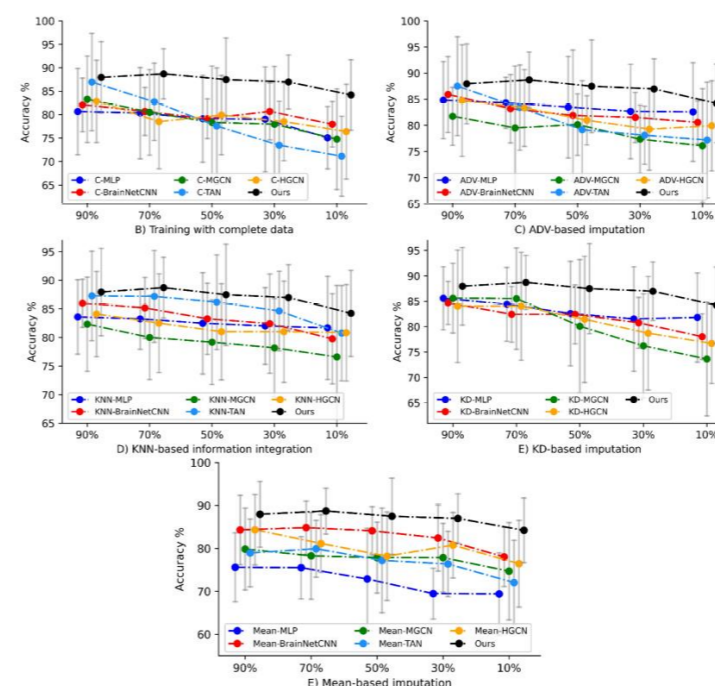 100
95
90
85
80
75
70
65
Accuracy %
C-MLP
C-BrainNetCNN
C-MGCN
C-TAN
C-HGCN
Ours
90% 70% 50% 30% 10%
B) Training with complete data
100
95
90
85
80
75
70
65
Accuracy %
ADV-MLP
ADV-BrainNetCNN
ADV-MGCN
ADV-TAN
ADV-HGCN
Ours
90% 70% 50% 30% 10%
C) ADV-based imputation
95
90
85
80
75
70
65
Accuracy %
KNN-MLP
KNN-BrainNetCNN
KNN-MGCN
KNN-TAN
KNN-HGCN
Ours
90% 70% 50% 30% 10%
D) KNN-based information integration
95
90
85
80
75
70
65
Accuracy %
KD-MLP
KD-BrainNetCNN
KD-MGCN
KD-HGCN
Ours
90% 70% 50% 30% 10%
E) KD-based imputation
100
90
80
70
60
Accuracy %
Mean-MLP
Mean-BrainNetCNN
Mean-MGCN
Mean-TAN
Mean-HGCN
Ours
90% 70% 50% 30% 10%
F) Mean-based imputation